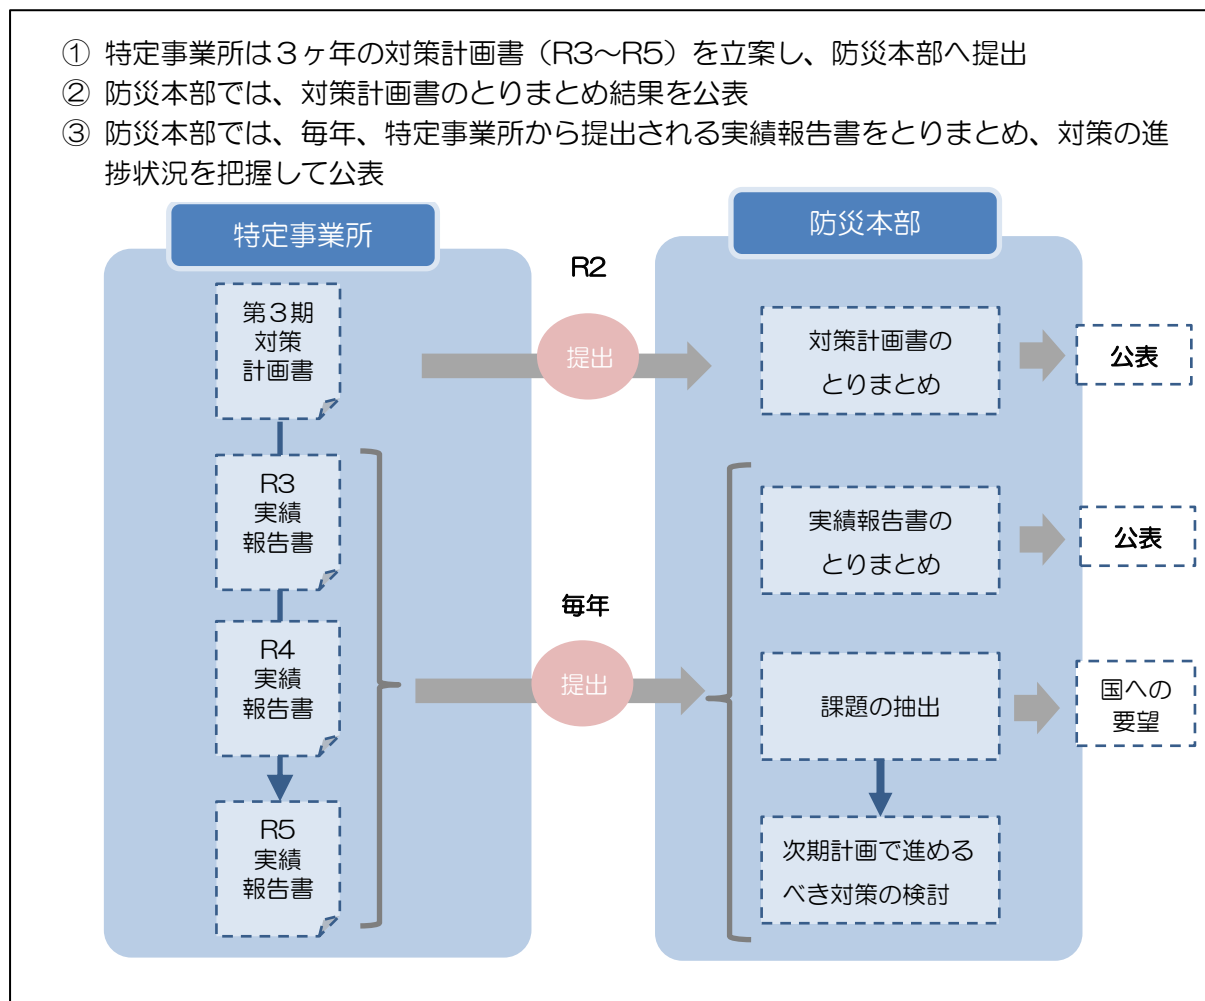 ① 特定事業所は３ヶ年の対策計画書（R3～R5）を立案し、防災本部へ提出
② 防災本部では、対策計画書のとりまとめ結果を公表
③ 防災本部では、毎年、特定事業所から提出される実績報告書をとりまとめ、対策の進
捗状況を把握して公表
特定事業所
防災本部
R2
第３期
対策
計画書
提出
対策計画書の
とりまとめ
公表
R3
実績
報告書
実績報告書の
とりまとめ
公表
毎年
R4
実績
報告書
提出
課題の抽出
国への
要望
R5
実績
報告書
次期計画で進める
べき対策の検討